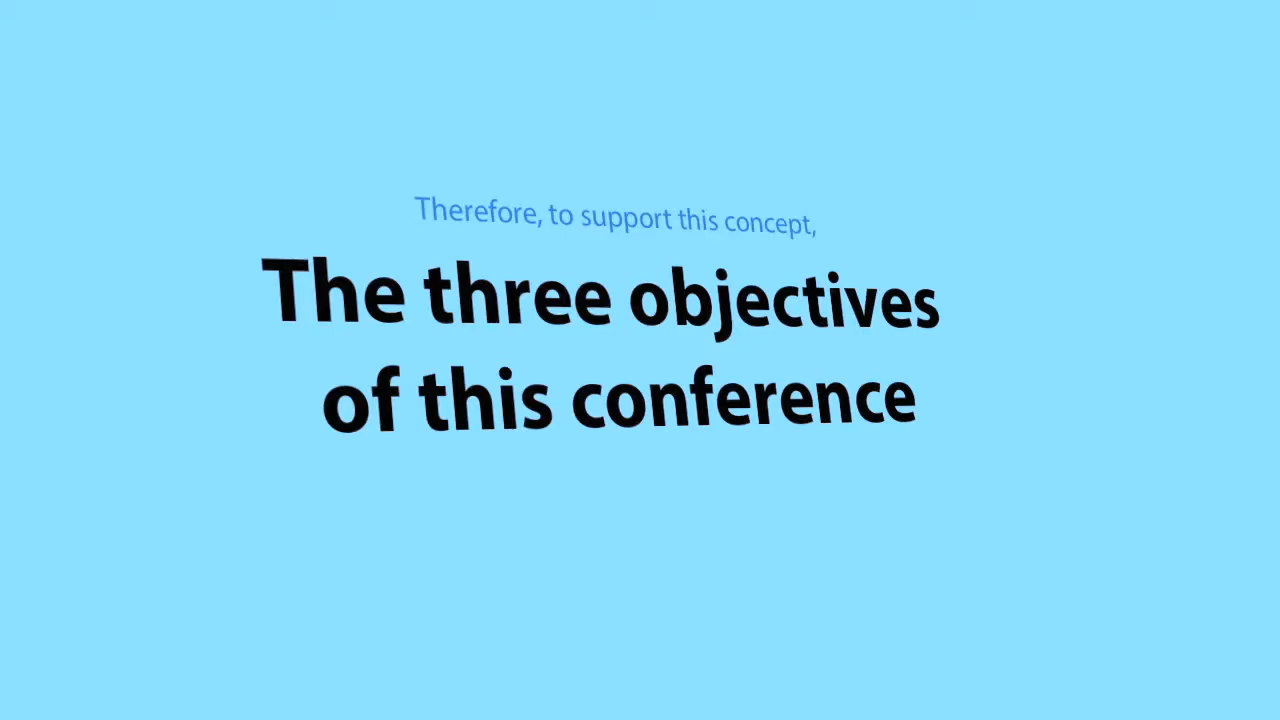 Therefore, to support this concept,
The three objectives
of this conference